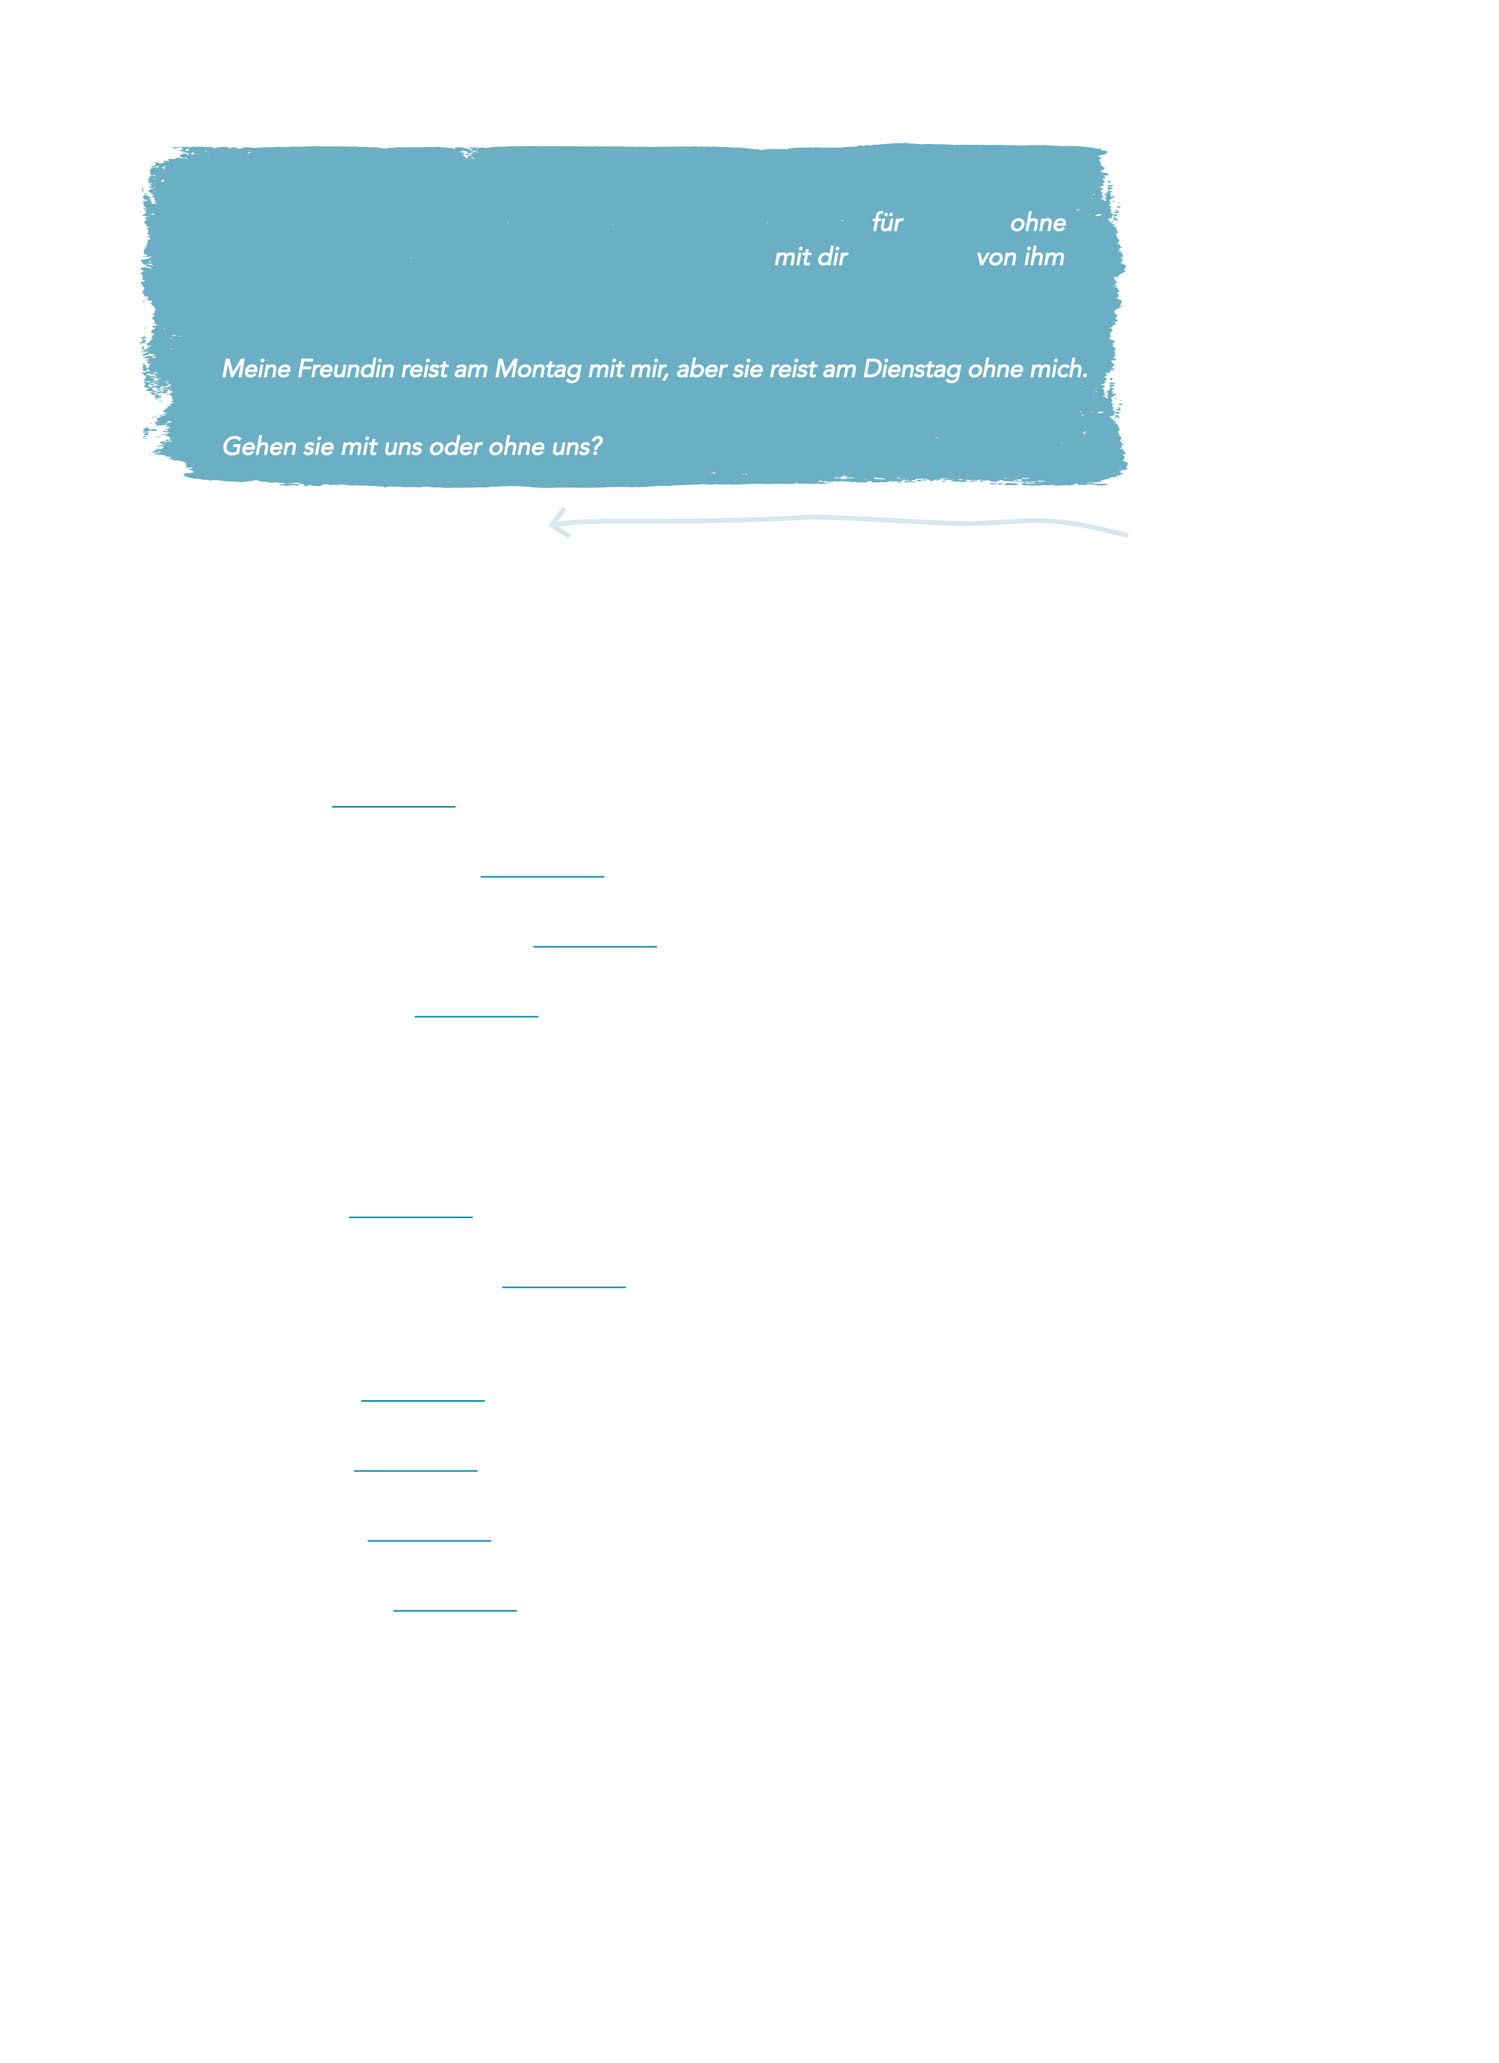 für ohne
mit dir von ihm
Meine Freundin reist am Montag mit mir, aber sie reist am Dienstag ohne mich.
Gehen sie mit uns oder ohne uns?